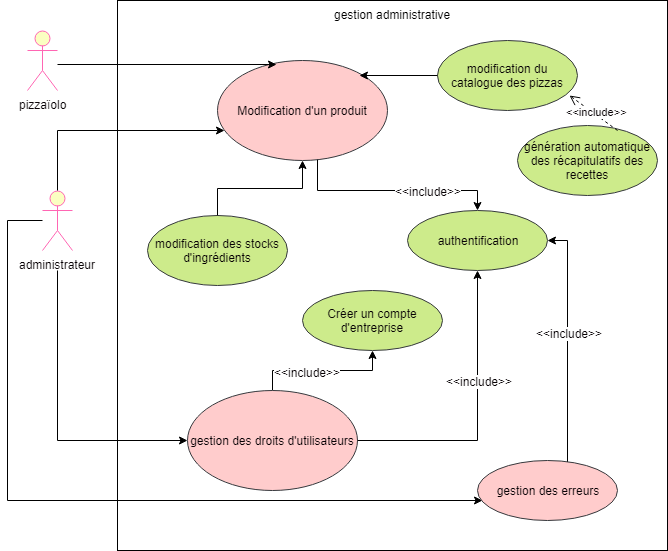 gestion administrative
pizzaïolo
Modification d'un produit
modification du
catalogue des pizzas
<<include>>
génération automatique
des récapitulatifs des
recettes
<<include>>
administrateur
modification des stocks
d'ingrédients
authentification
Créer un compte
d'entreprise
<<include>>
<<include>>
<<include>>
gestion des droits d'utilisateurs
gestion des erreurs